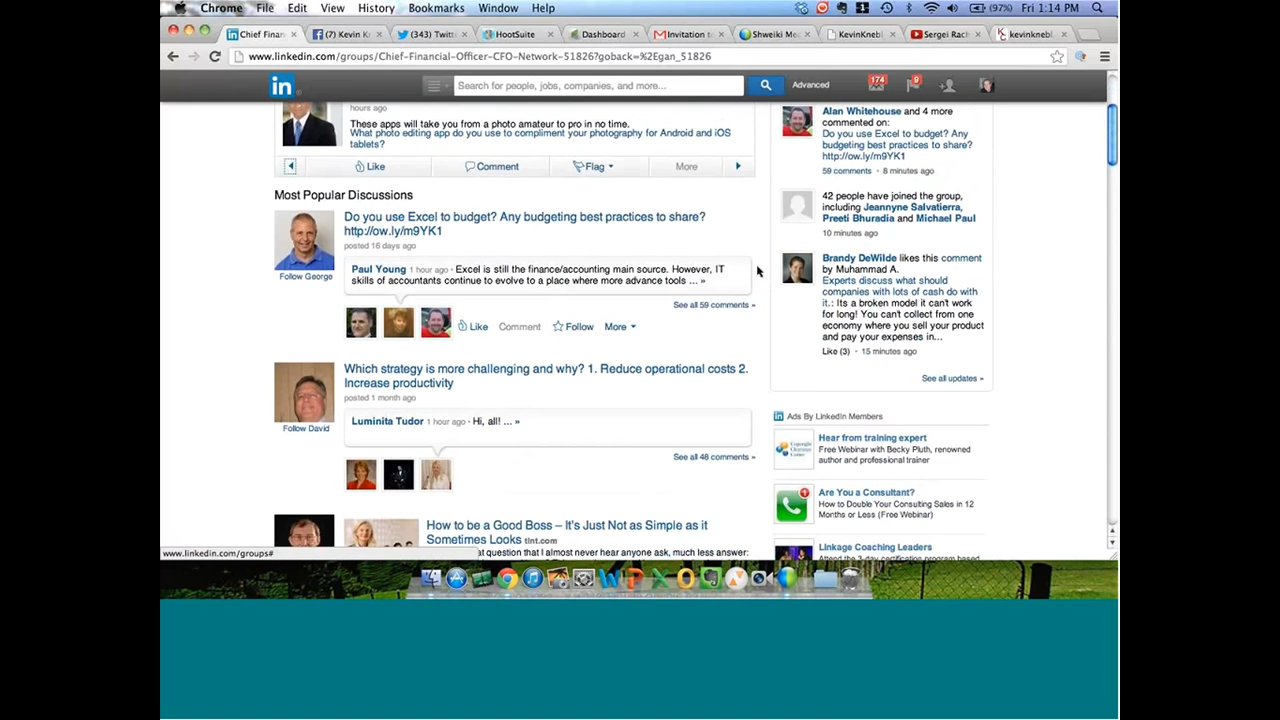 Chrome File Edit View History Bookmarks Window Help (97%) Fri 1:14 PM
Chief Finan (7) Kevin K (343) Twitt HootSuite Dashboard Invitation to Shweiki Me KevinKnebl Sergei Rach kevinknebl
www.linkedin.com/groups/Chief-Financial-Officer-CFO-Network-51826?goback=%2Egan_51826
in Search for people, jobs, companies, and more... Advanced 174 9
hours ago
These apps will take you from a photo amateur to pro in no time.
What photo editing app do you use to compliment your photography for Android and iOS
tablets?
Like Comment Flag More
Most Popular Discussions
Do you use Excel to budget? Any budgeting best practices to share?
http://ow.ly/m9YK1
posted 16 days ago
Follow George
Paul Young 1 hour ago • Excel is still the finance/accounting main source. However, IT
skills of accountants continue to evolve to a place where more advance tools ... »
See all 59 comments »
Like Comment Follow More
Which strategy is more challenging and why? 1. Reduce operational costs 2.
Increase productivity
posted 1 month ago
Follow David
Luminita Tudor 1 hour ago • Hi, all! ... »
See all 48 comments »
How to be a Good Boss – It's Just Not as Simple as it
Sometimes Looks tlnt.com
at question that I almost never hear anyone ask, much less answer:
www.linkedin.com/groups#
Alan Whitehouse and 4 more
commented on:
Do you use Excel to budget? Any
budgeting best practices to share?
http://ow.ly/m9YK1
59 comments • 8 minutes ago
42 people have joined the group,
including Jeannyne Salvatierra,
Preeti Bhuradia and Michael Paul
10 minutes ago
Brandy DeWilde likes this comment
by Muhammad A.
Experts discuss what should
companies with lots of cash do with
it.: Its a broken model it can't work
for long! You can't collect from one
economy where you sell your product
and pay your expenses in...
Like (3) • 15 minutes ago
See all updates »
in Ads By LinkedIn Members
Hear from training expert
Free Webinar with Becky Pluth, renowned
author and professional trainer
Are You a Consultant?
How to Double Your Consulting Sales in 12
Months or Less (Free Webinar)
Linkage Coaching Leaders
Attend the 3-day certification program based